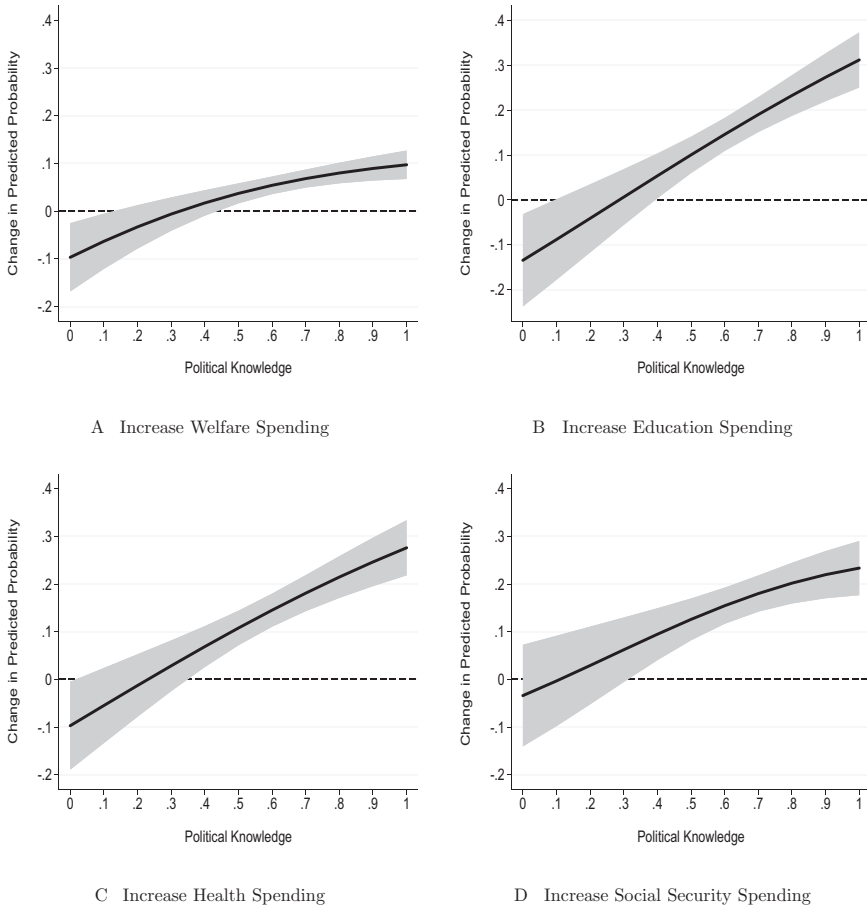 Change in Predicted Probability
.4
.3
.2
.1
0
-.1
-.2
0 .1 .2 .3 .4 .5 .6 .7 .8 .9 1
Political Knowledge
A Increase Welfare Spending
Change in Predicted Probability
.4
.3
.2
.1
0
-.1
-.2
0 .1 .2 .3 .4 .5 .6 .7 .8 .9 1
Political Knowledge
B Increase Education Spending
Change in Predicted Probability
.4
.3
.2
.1
0
-.1
-.2
0 .1 .2 .3 .4 .5 .6 .7 .8 .9 1
Political Knowledge
C Increase Health Spending
Change in Predicted Probability
.4
.3
.2
.1
0
-.1
-.2
0 .1 .2 .3 .4 .5 .6 .7 .8 .9 1
Political Knowledge
D Increase Social Security Spending